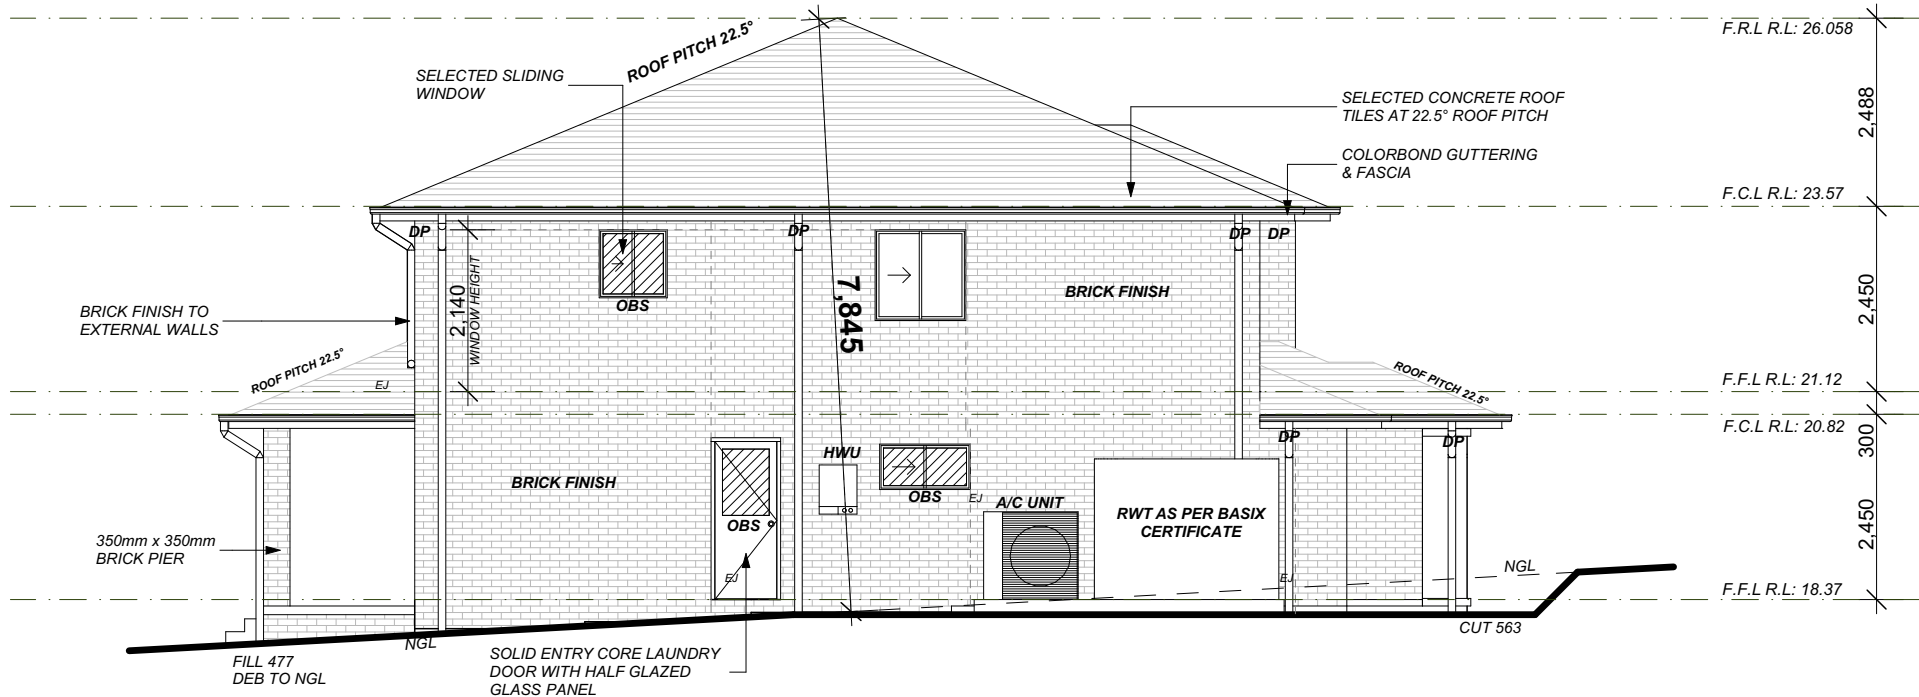 F.R.L R.L: 26.058
ROOF PITCH 22.5°
SELECTED SLIDING
WINDOW
SELECTED CONCRETE ROOF
TILES AT 22.5° ROOF PITCH
2,488
COLORBOND GUTTERING
& FASCIA
F.C.L R.L: 23.57
DP
DP
DP
DP
2,140
WINDOW HEIGHT
OBS
7,845
BRICK FINISH
2,450
BRICK FINISH TO
EXTERNAL WALLS
ROOF PITCH 22.5°
EJ
ROOF PITCH 22.5°
F.F.L R.L: 21.12
F.C.L R.L: 20.82
300
DP
DP
HWU
BRICK FINISH
OBS
EJ
A/C UNIT
OBS
RWT AS PER BASIX
CERTIFICATE
2,450
350mm x 350mm
BRICK PIER
EJ
EJ
NGL
F.F.L R.L: 18.37
CUT 563
NGL
FILL 477
DEB TO NGL
SOLID ENTRY CORE LAUNDRY
DOOR WITH HALF GLAZED
GLASS PANEL